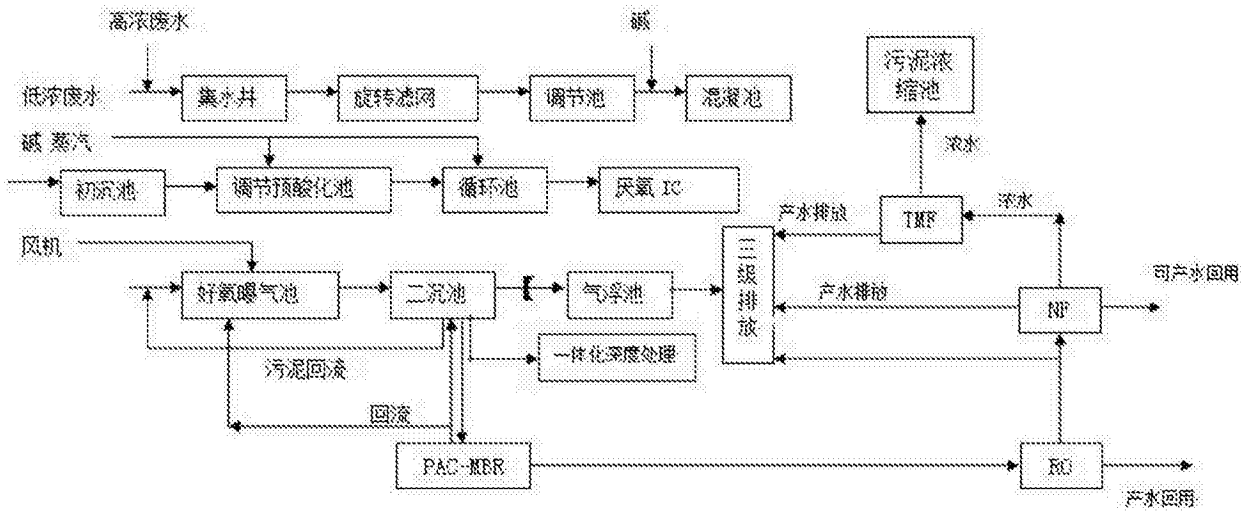 高浓废水
碱
低浓废水
集水井
旋转滤网
调节池
混凝池
污泥浓
缩池
碱 蒸汽
浓水
初沉池
调节预酸化池
循环池
厌氧 IC
产水排放
TMF
浓水
风机
三级排放
好氧曝气池
二沉池
气浮池
产水排放
NF
可产水回用
一体化深度处理
污泥回流
回流
PAC-MBR
RO
产水回用